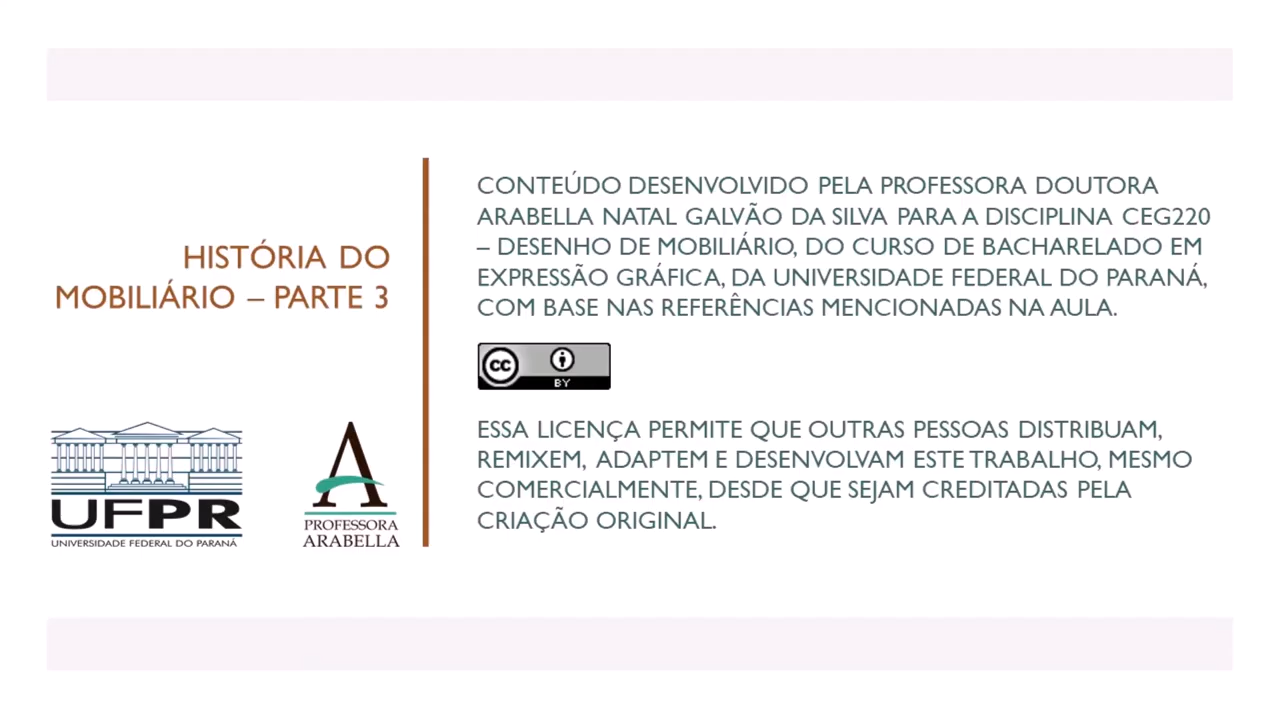 HISTÓRIA DO
MOBILIÁRIO – PARTE 3
UFPR
UNIVERSIDADE FEDERAL DO PARANÁ
A
PROFESSORA
ARABELLA
CONTEÚDO DESENVOLVIDO PELA PROFESSORA DOUTORA
ARABELLA NATAL GALVÃO DA SILVA PARA A DISCIPLINA CEG220
– DESENHO DE MOBILIÁRIO, DO CURSO DE BACHARELADO EM
EXPRESSÃO GRÁFICA, DA UNIVERSIDADE FEDERAL DO PARANÁ,
COM BASE NAS REFERÊNCIAS MENCIONADAS NA AULA.
CC
BY
ESSA LICENÇA PERMITE QUE OUTRAS PESSOAS DISTRIBUAM,
REMIXEM, ADAPTEM E DESENVOLVAM ESTE TRABALHO, MESMO
COMERCIALMENTE, DESDE QUE SEJAM CREDITADAS PELA
CRIAÇÃO ORIGINAL.